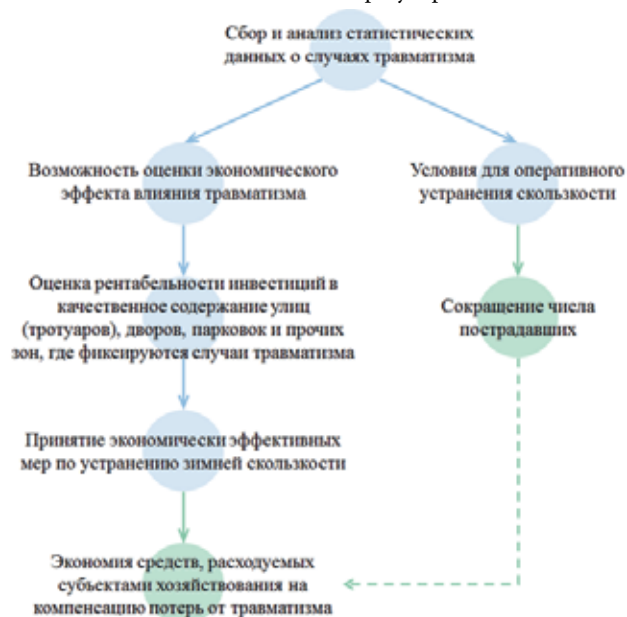 Сбор и анализ статистических
данных о случаях травматизма
Возможность оценки экономического
эффекта влияния травматизма
Условия для оперативного
устранения скользкости
Оценка рентабельности инвестиций в
качественное содержание улиц
(тротуаров), дворов, парковок и прочих
зон, где фиксируются случаи травматизма
Сокращение числа
пострадавших
Принятие экономически эффективных
мер по устранению зимней скользкости
Экономия средств, расходуемых
субъектами хозяйствования на
компенсацию потерь от травматизма